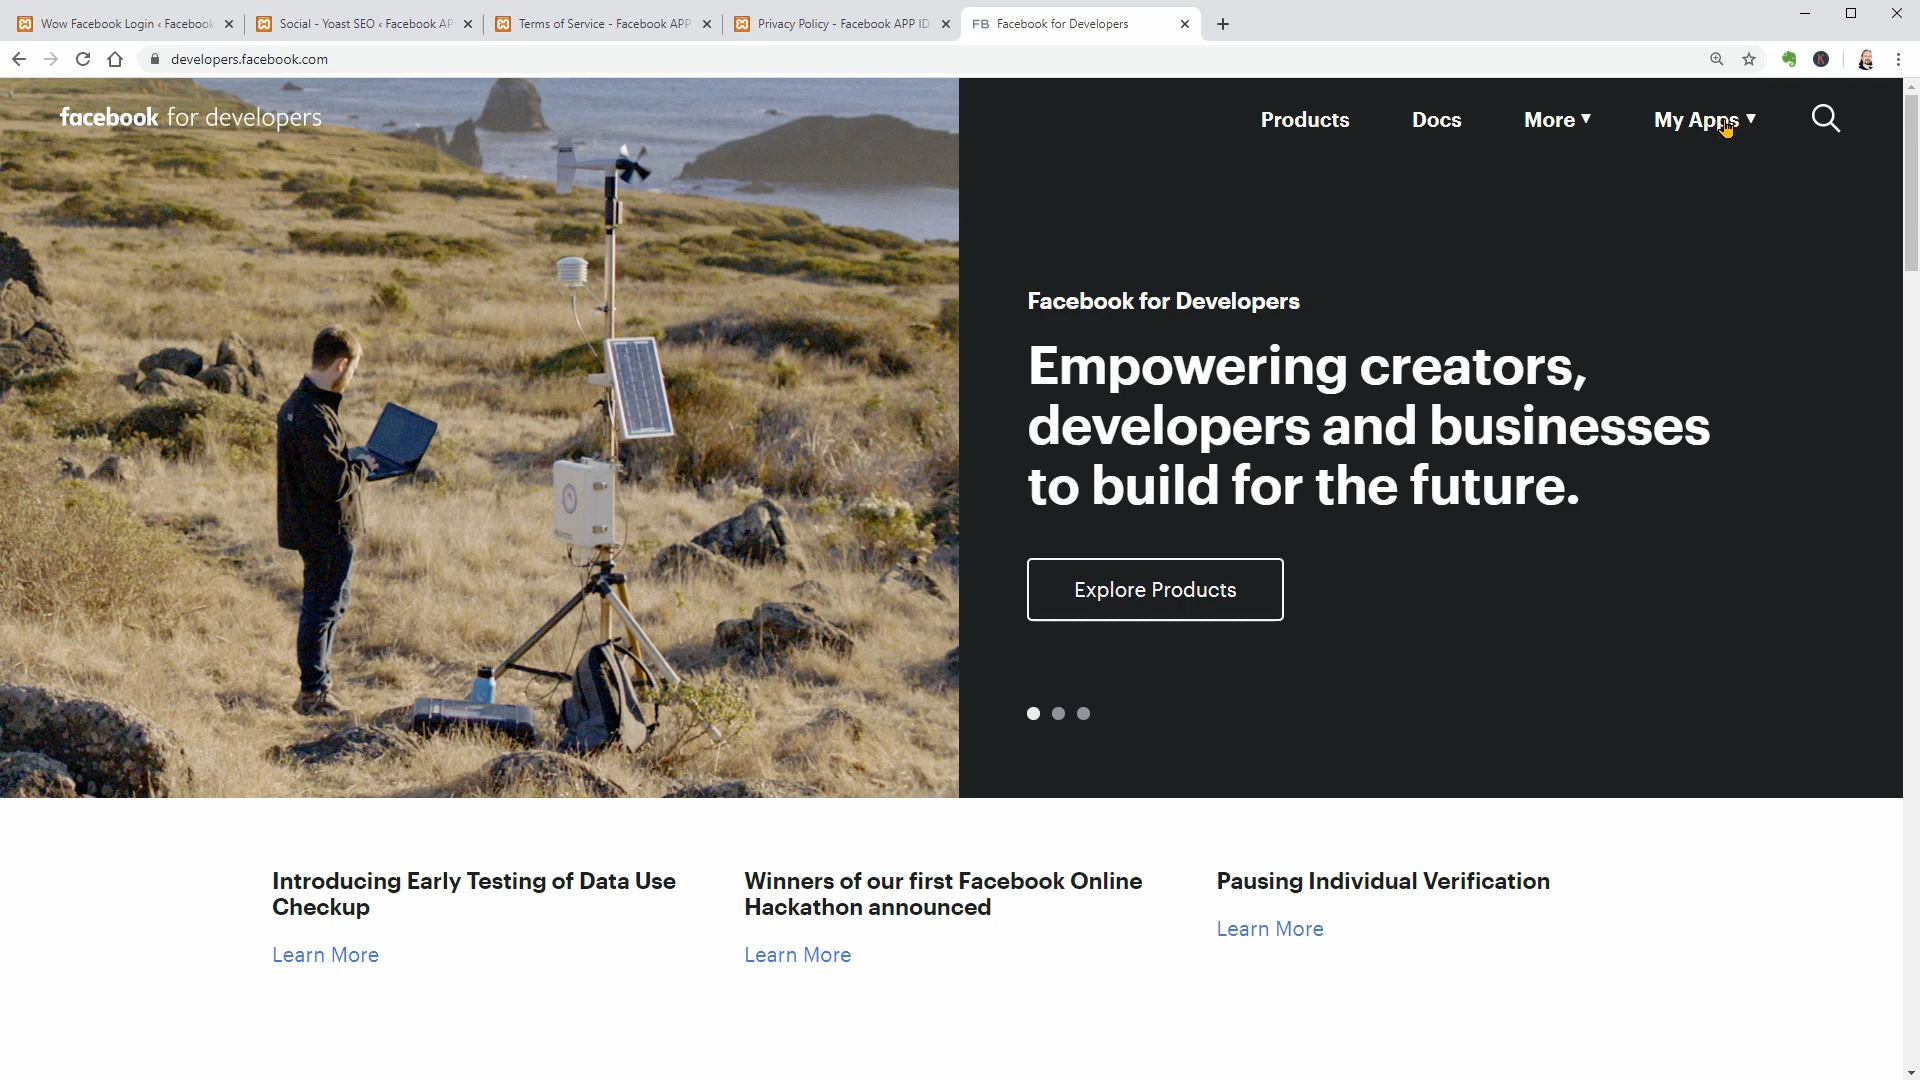 Wow Facebook Login ‹ Facebook
Social - Yoast SEO ‹ Facebook AP
Terms of Service - Facebook APP
Privacy Policy - Facebook APP ID
FB Facebook for Developers
developers.facebook.com
facebook for developers
Products
Docs
More
My Apps
Facebook for Developers
Empowering creators,
developers and businesses
to build for the future.
Explore Products
Introducing Early Testing of Data Use
Checkup
Learn More
Winners of our first Facebook Online
Hackathon announced
Learn More
Pausing Individual Verification
Learn More